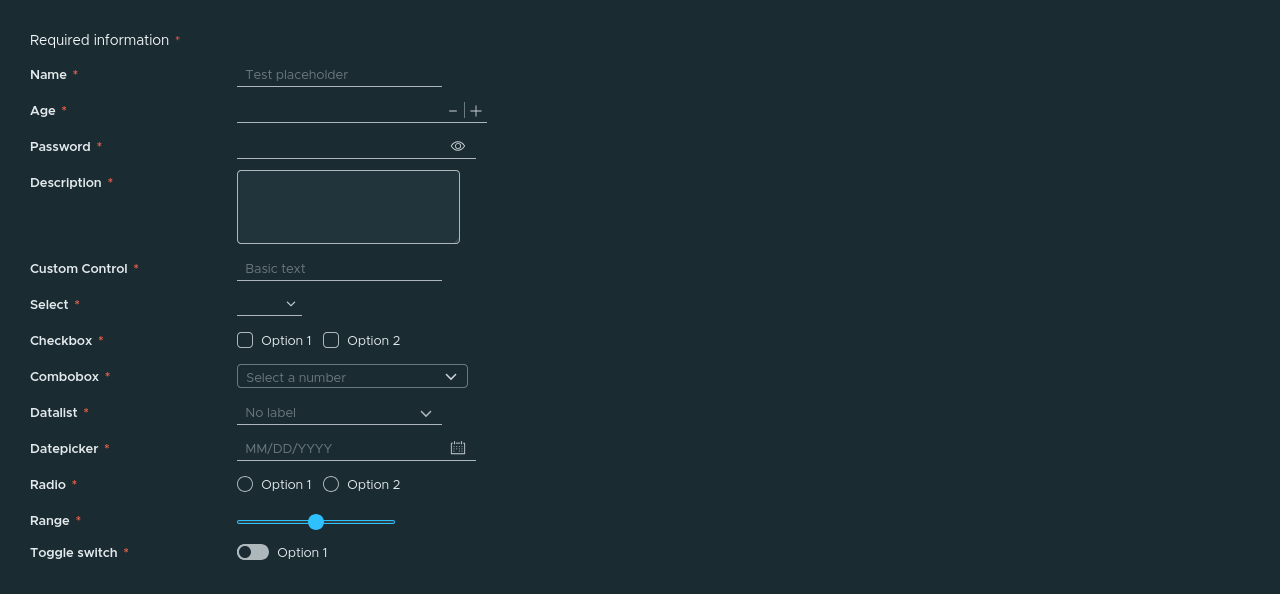 Required information *
Name * Test placeholder
Age *
Password *
Description *
Custom Control * Basic text
Select *
Checkbox * Option 1 Option 2
Combobox * Select a number
Datalist * No label
Datepicker * MM/DD/YYYY
Radio * Option 1 Option 2
Range *
Toggle switch * Option 1